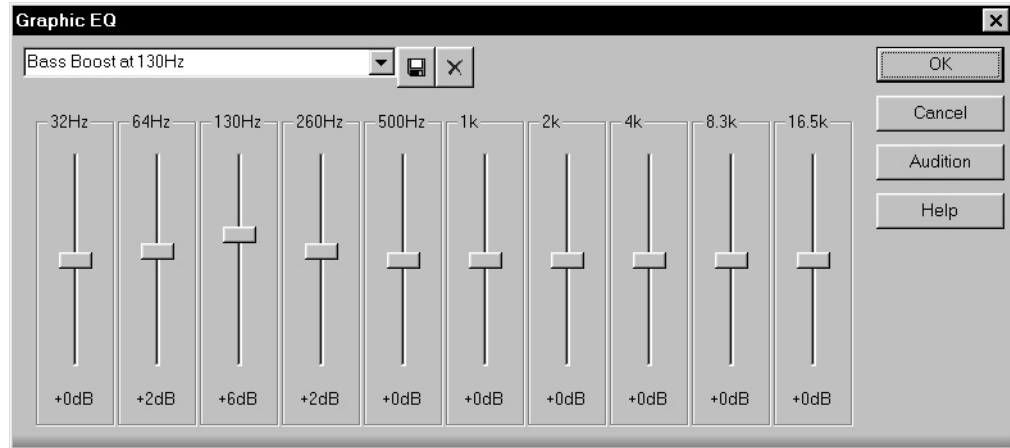 Graphic EQ
Bass Boost at 130Hz
OK
Cancel
Audition
Help
32Hz 64Hz 130Hz 260Hz 500Hz 1k 2k 4k 8.3k 16.5k
+0dB +2dB +6dB +2dB +0dB +0dB +0dB +0dB +0dB +0dB